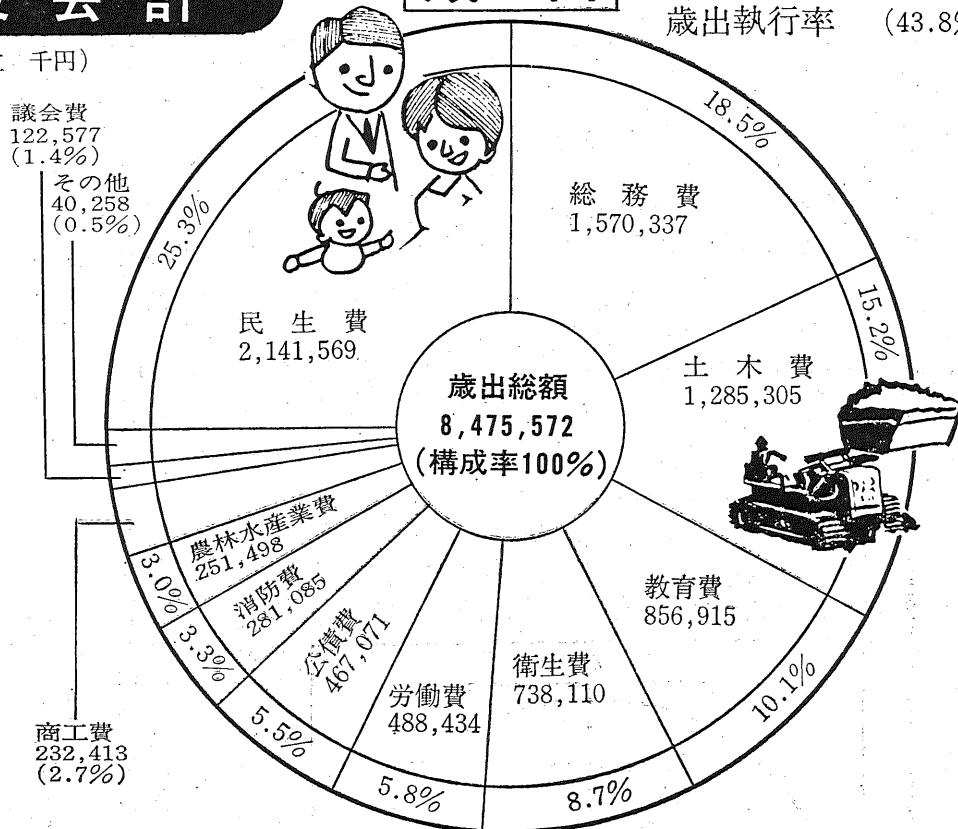 会計
歳出執行率 (43.8%
千円)
議会費
122,577
(1.4%)
その他
40,258
(0.5%)
25.3%
18.5%
総務費
1,570,337
15.2%
民生費
2,141,569
土木費
1,285,305
歳出総額
8,475,572
(構成率100%)
農林水産業費
251,498
3.0%
消防費
281,085
3.3%
公債費
467,071
5.5%
労働費
488,434
5.8%
衛生費
738,110
8.7%
教育費
856,915
10.1%
商工費
232,413
(2.7%)